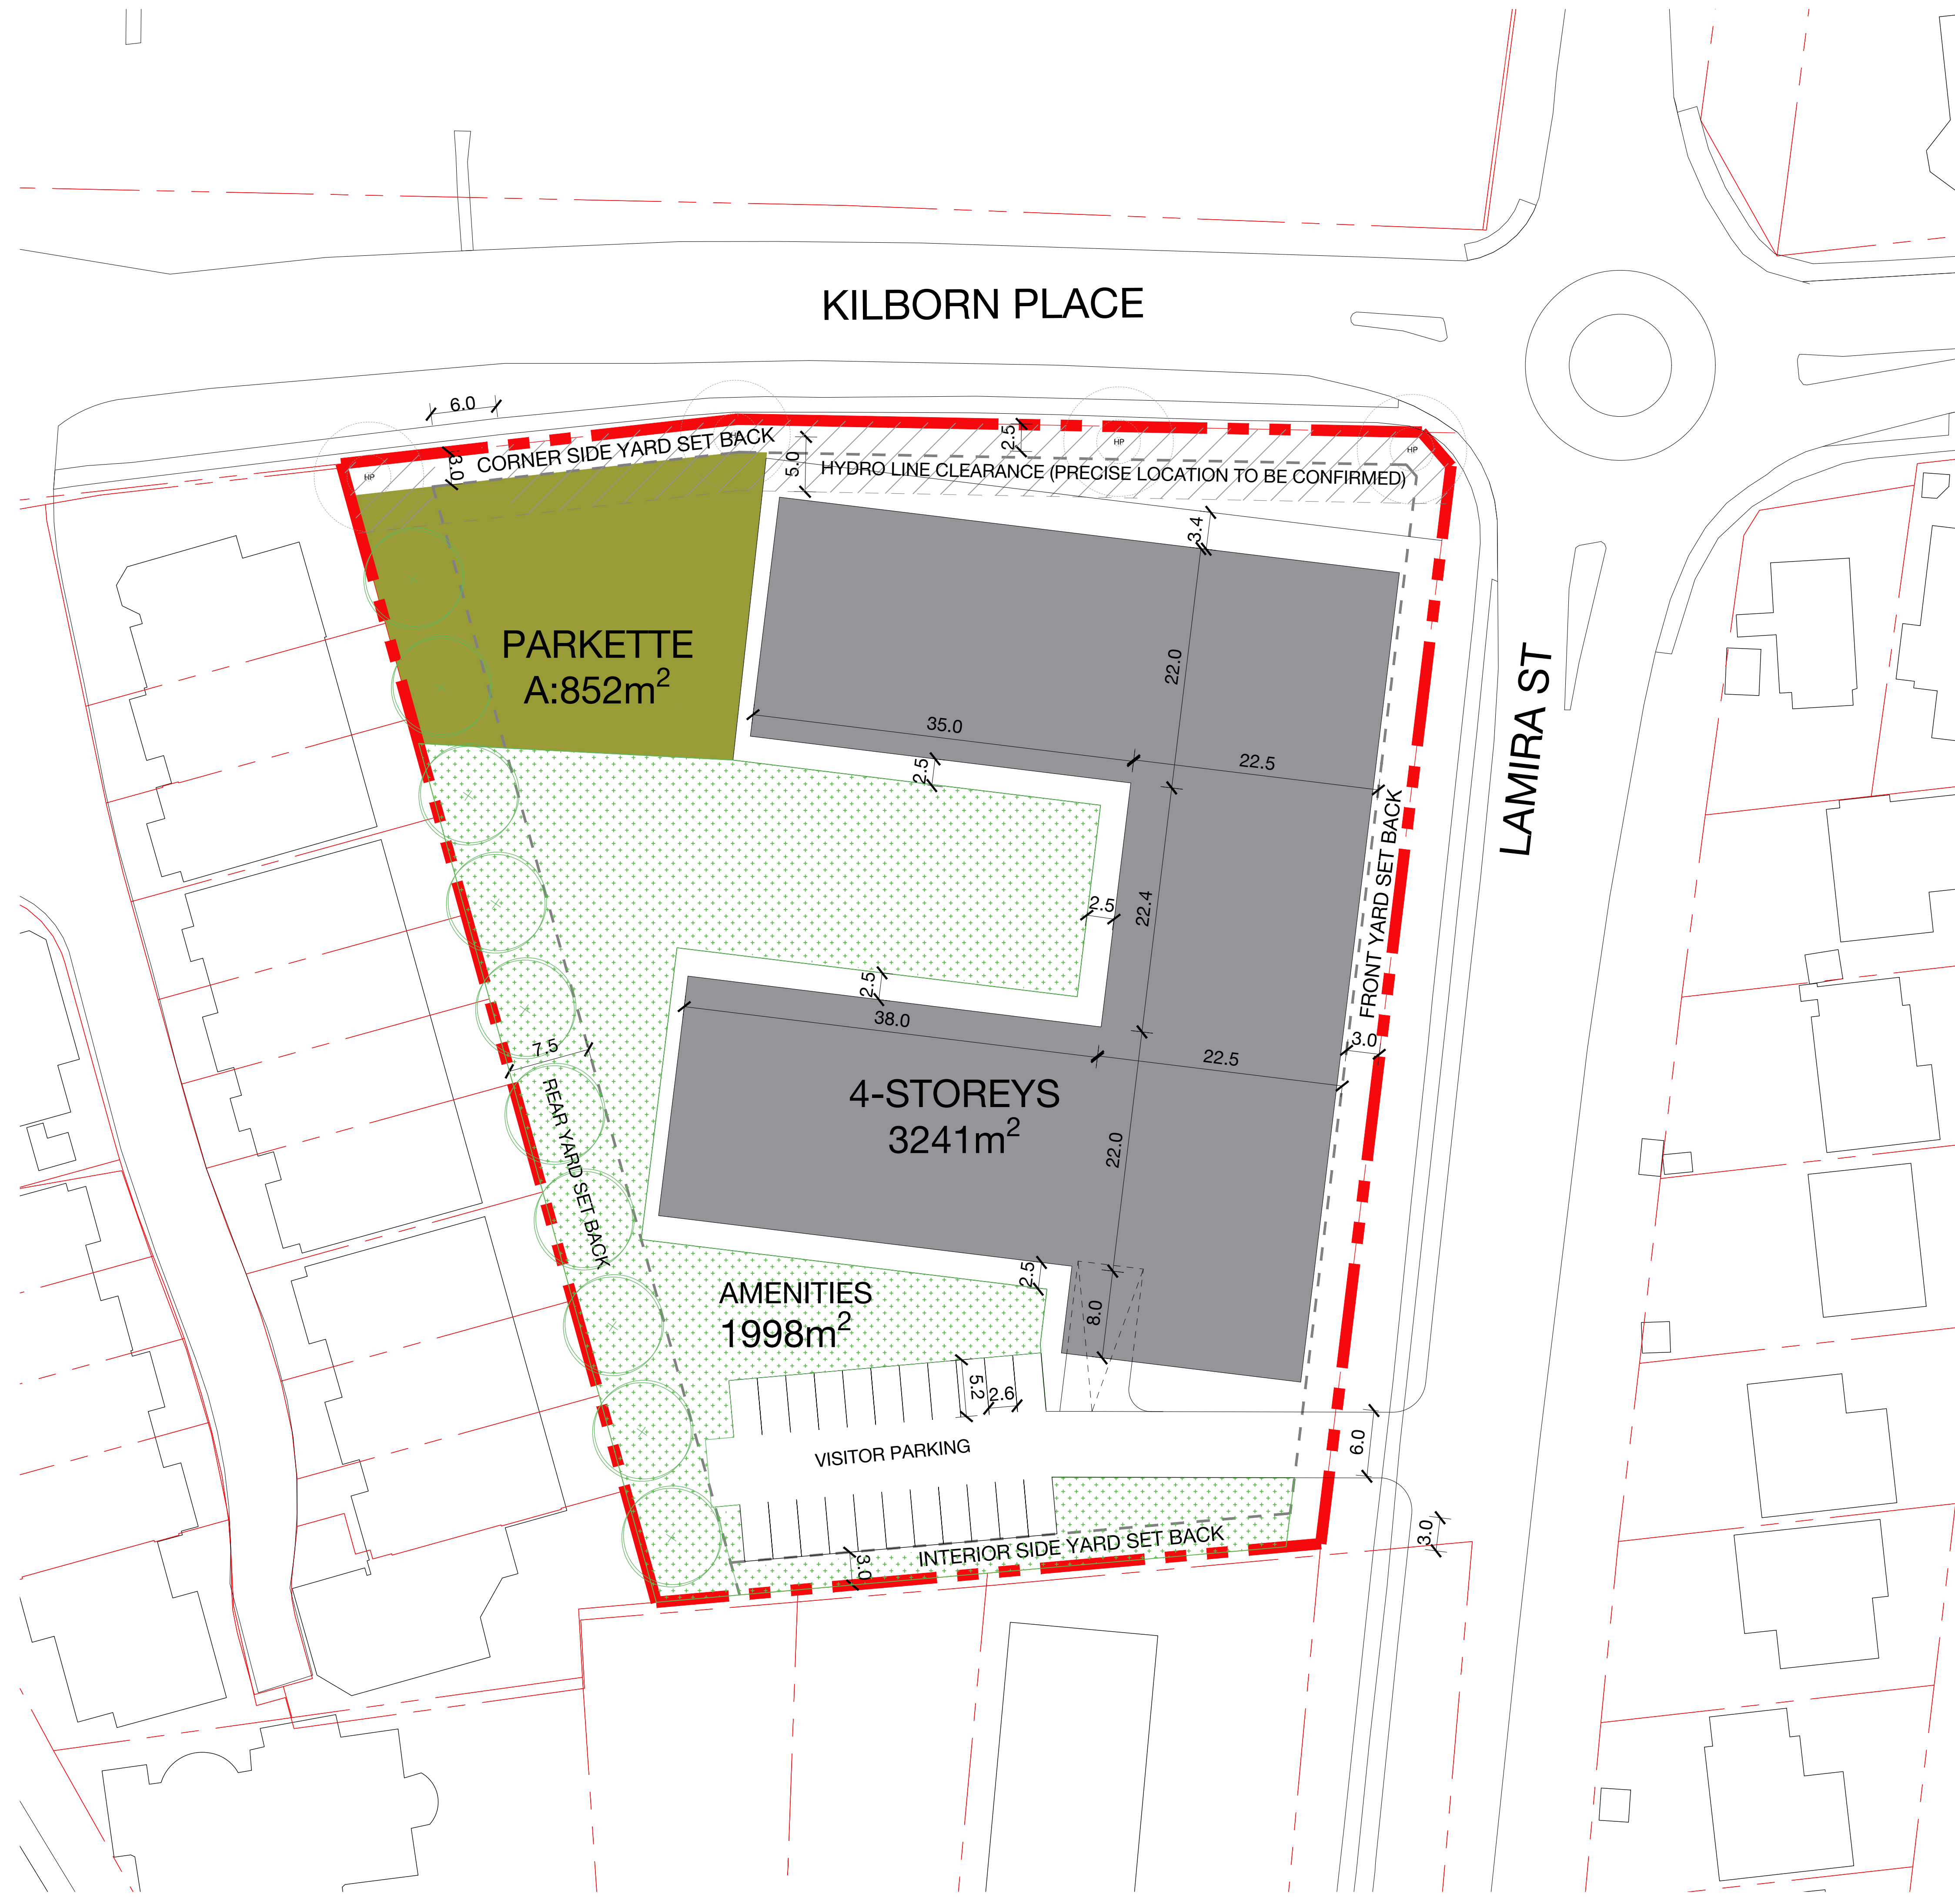 KILBORN PLACE
6.0
CORNER SIDE YARD SET BACK
3.0
HP
HP
HP
2.5
5.0
HYDRO LINE CLEARANCE (PRECISE LOCATION TO BE CONFIRMED)
3.4
PARKETTE
A:852m²
22.0
35.0
22.5
2.5
LAMIRA ST
FRONT YARD SET BACK
2.5
22.4
2.5
38.0
22.5
3.0
7.5
REAR YARD SET BACK
4-STOREYS
3241m²
22.0
2.5
AMENITIES
1998m²
8.0
5.2
2.6
VISITOR PARKING
6.0
3.0
INTERIOR SIDE YARD SET BACK
3.0